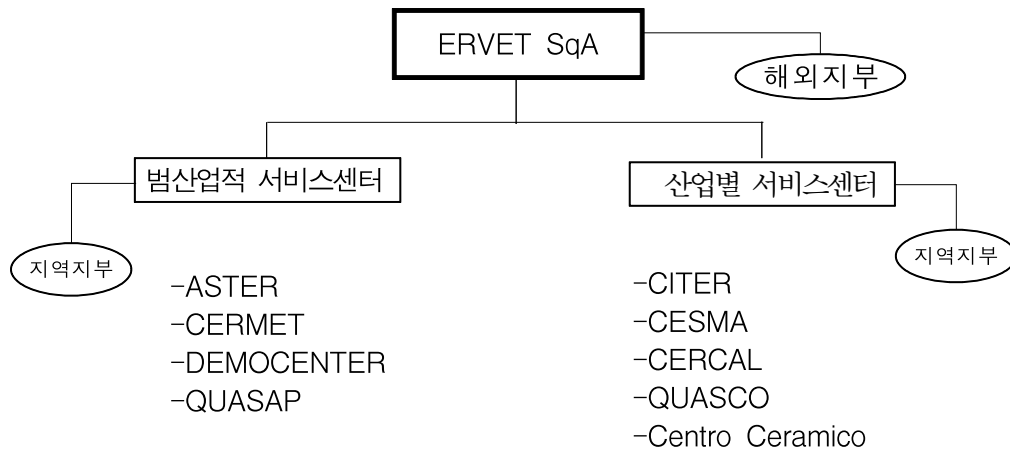 ERVET SqA
해외지부
범산업적 서비스센터
산업별 서비스센터
지역지부
지역지부
-ASTER
-CERMET
-DEMOCENTER
-QUASAP
-CITER
-CESMA
-CERCAL
-QUASCO
-Centro Ceramico